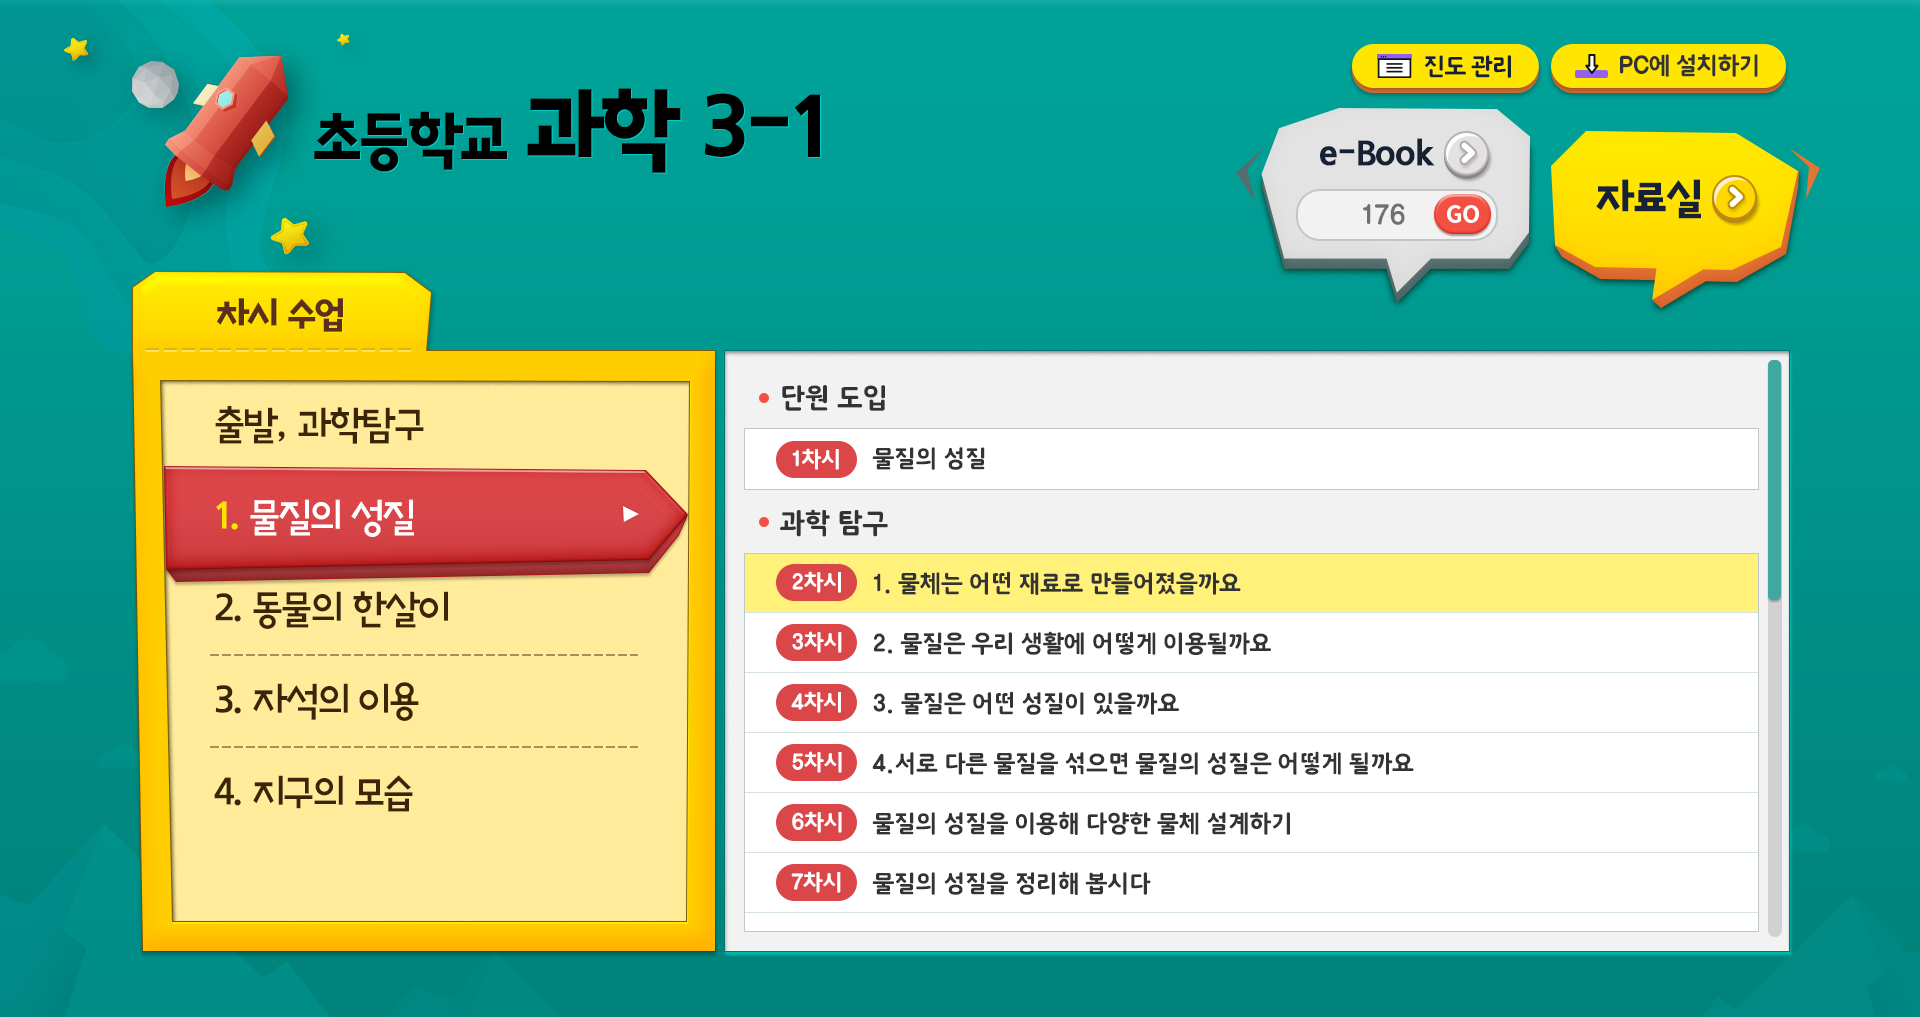 초등학교 과학 3-1
진도 관리
PC에 설치하기
e-Book
176 GO
자료실
차시 수업
출발, 과학탐구
1. 물질의 성질
2. 동물의 한살이
3. 자석의 이용
4. 지구의 모습
단원 도입
1차시 물질의 성질
과학 탐구
2차시 1. 물체는 어떤 재료로 만들어졌을까요
3차시 2. 물질은 우리 생활에 어떻게 이용될까요
4차시 3. 물질은 어떤 성질이 있을까요
5차시 4.서로 다른 물질을 섞으면 물질의 성질은 어떻게 될까요
6차시 물질의 성질을 이용해 다양한 물체 설계하기
7차시 물질의 성질을 정리해 봅시다